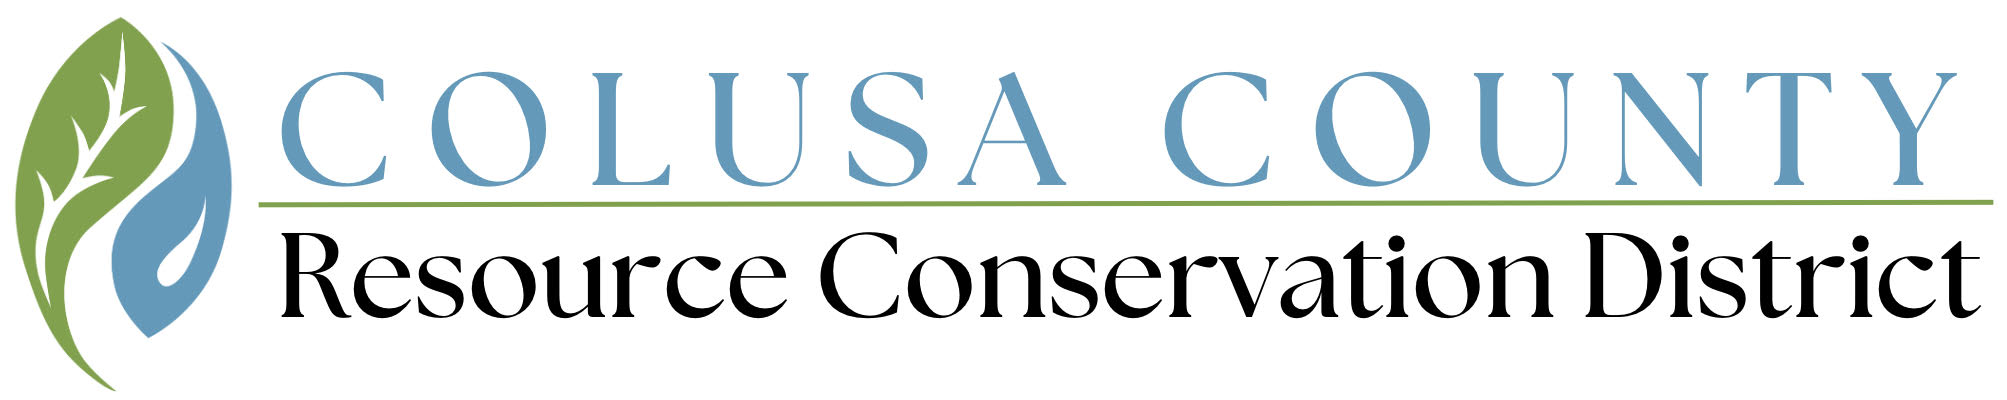 COLUSA COUNTY
Resource Conservation District